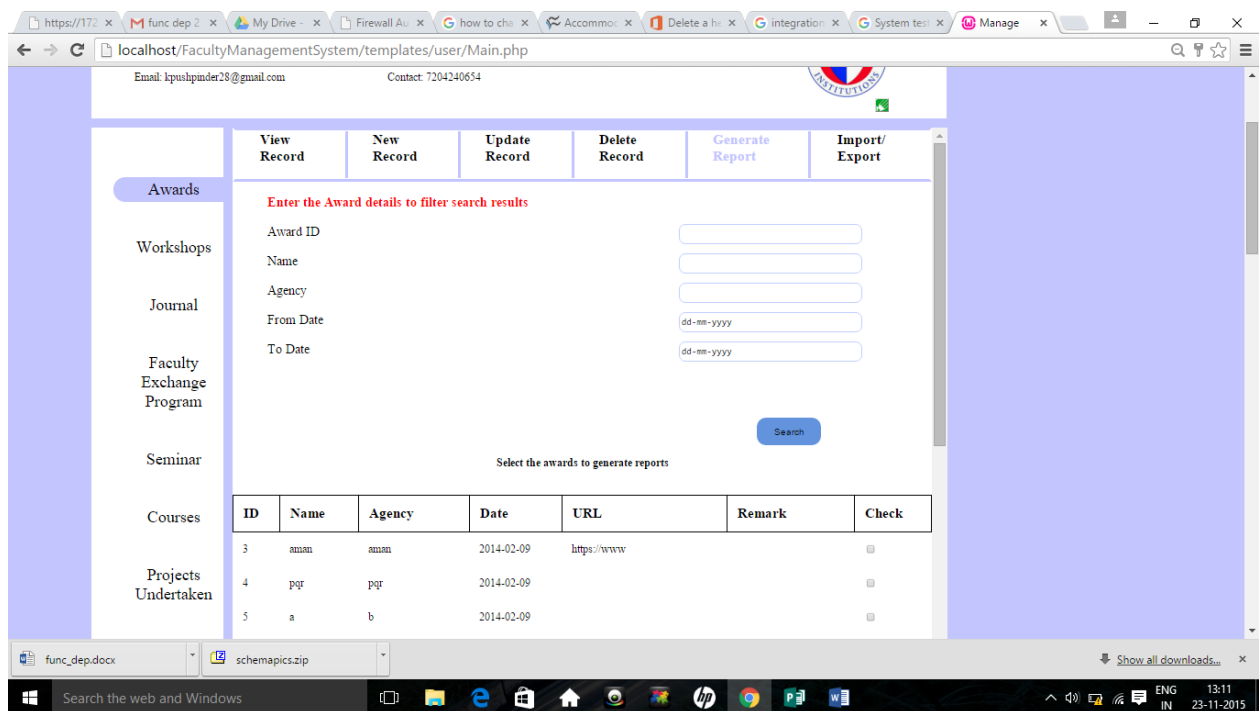 https://172
func dep 2
My Drive -
Firewall Au
how to cha
Accommoc
Delete a he
integration
System test
Manage
localhost/FacultyManagementSystem/templates/user/Main.php
Email: kpushpinder28@gmail.com Contact: 7204240654
INSTITUTIONS
View Record
New Record
Update Record
Delete Record
Generate Report
Import/ Export
Awards
Workshops
Journal
Faculty
Exchange
Program
Seminar
Courses
Projects
Undertaken
Enter the Award details to filter search results
Award ID
Name
Agency
From Date dd-mm-yyyy
To Date dd-mm-yyyy
Search
Select the awards to generate reports
ID Name Agency Date URL Remark Check
3 aman aman 2014-02-09 https://www
4 pqr pqr 2014-02-09
5 a b 2014-02-09
func_dep.docx
schemapics.zip
Show all downloads...
Search the web and Windows
ENG 13:11
IN 23-11-2015